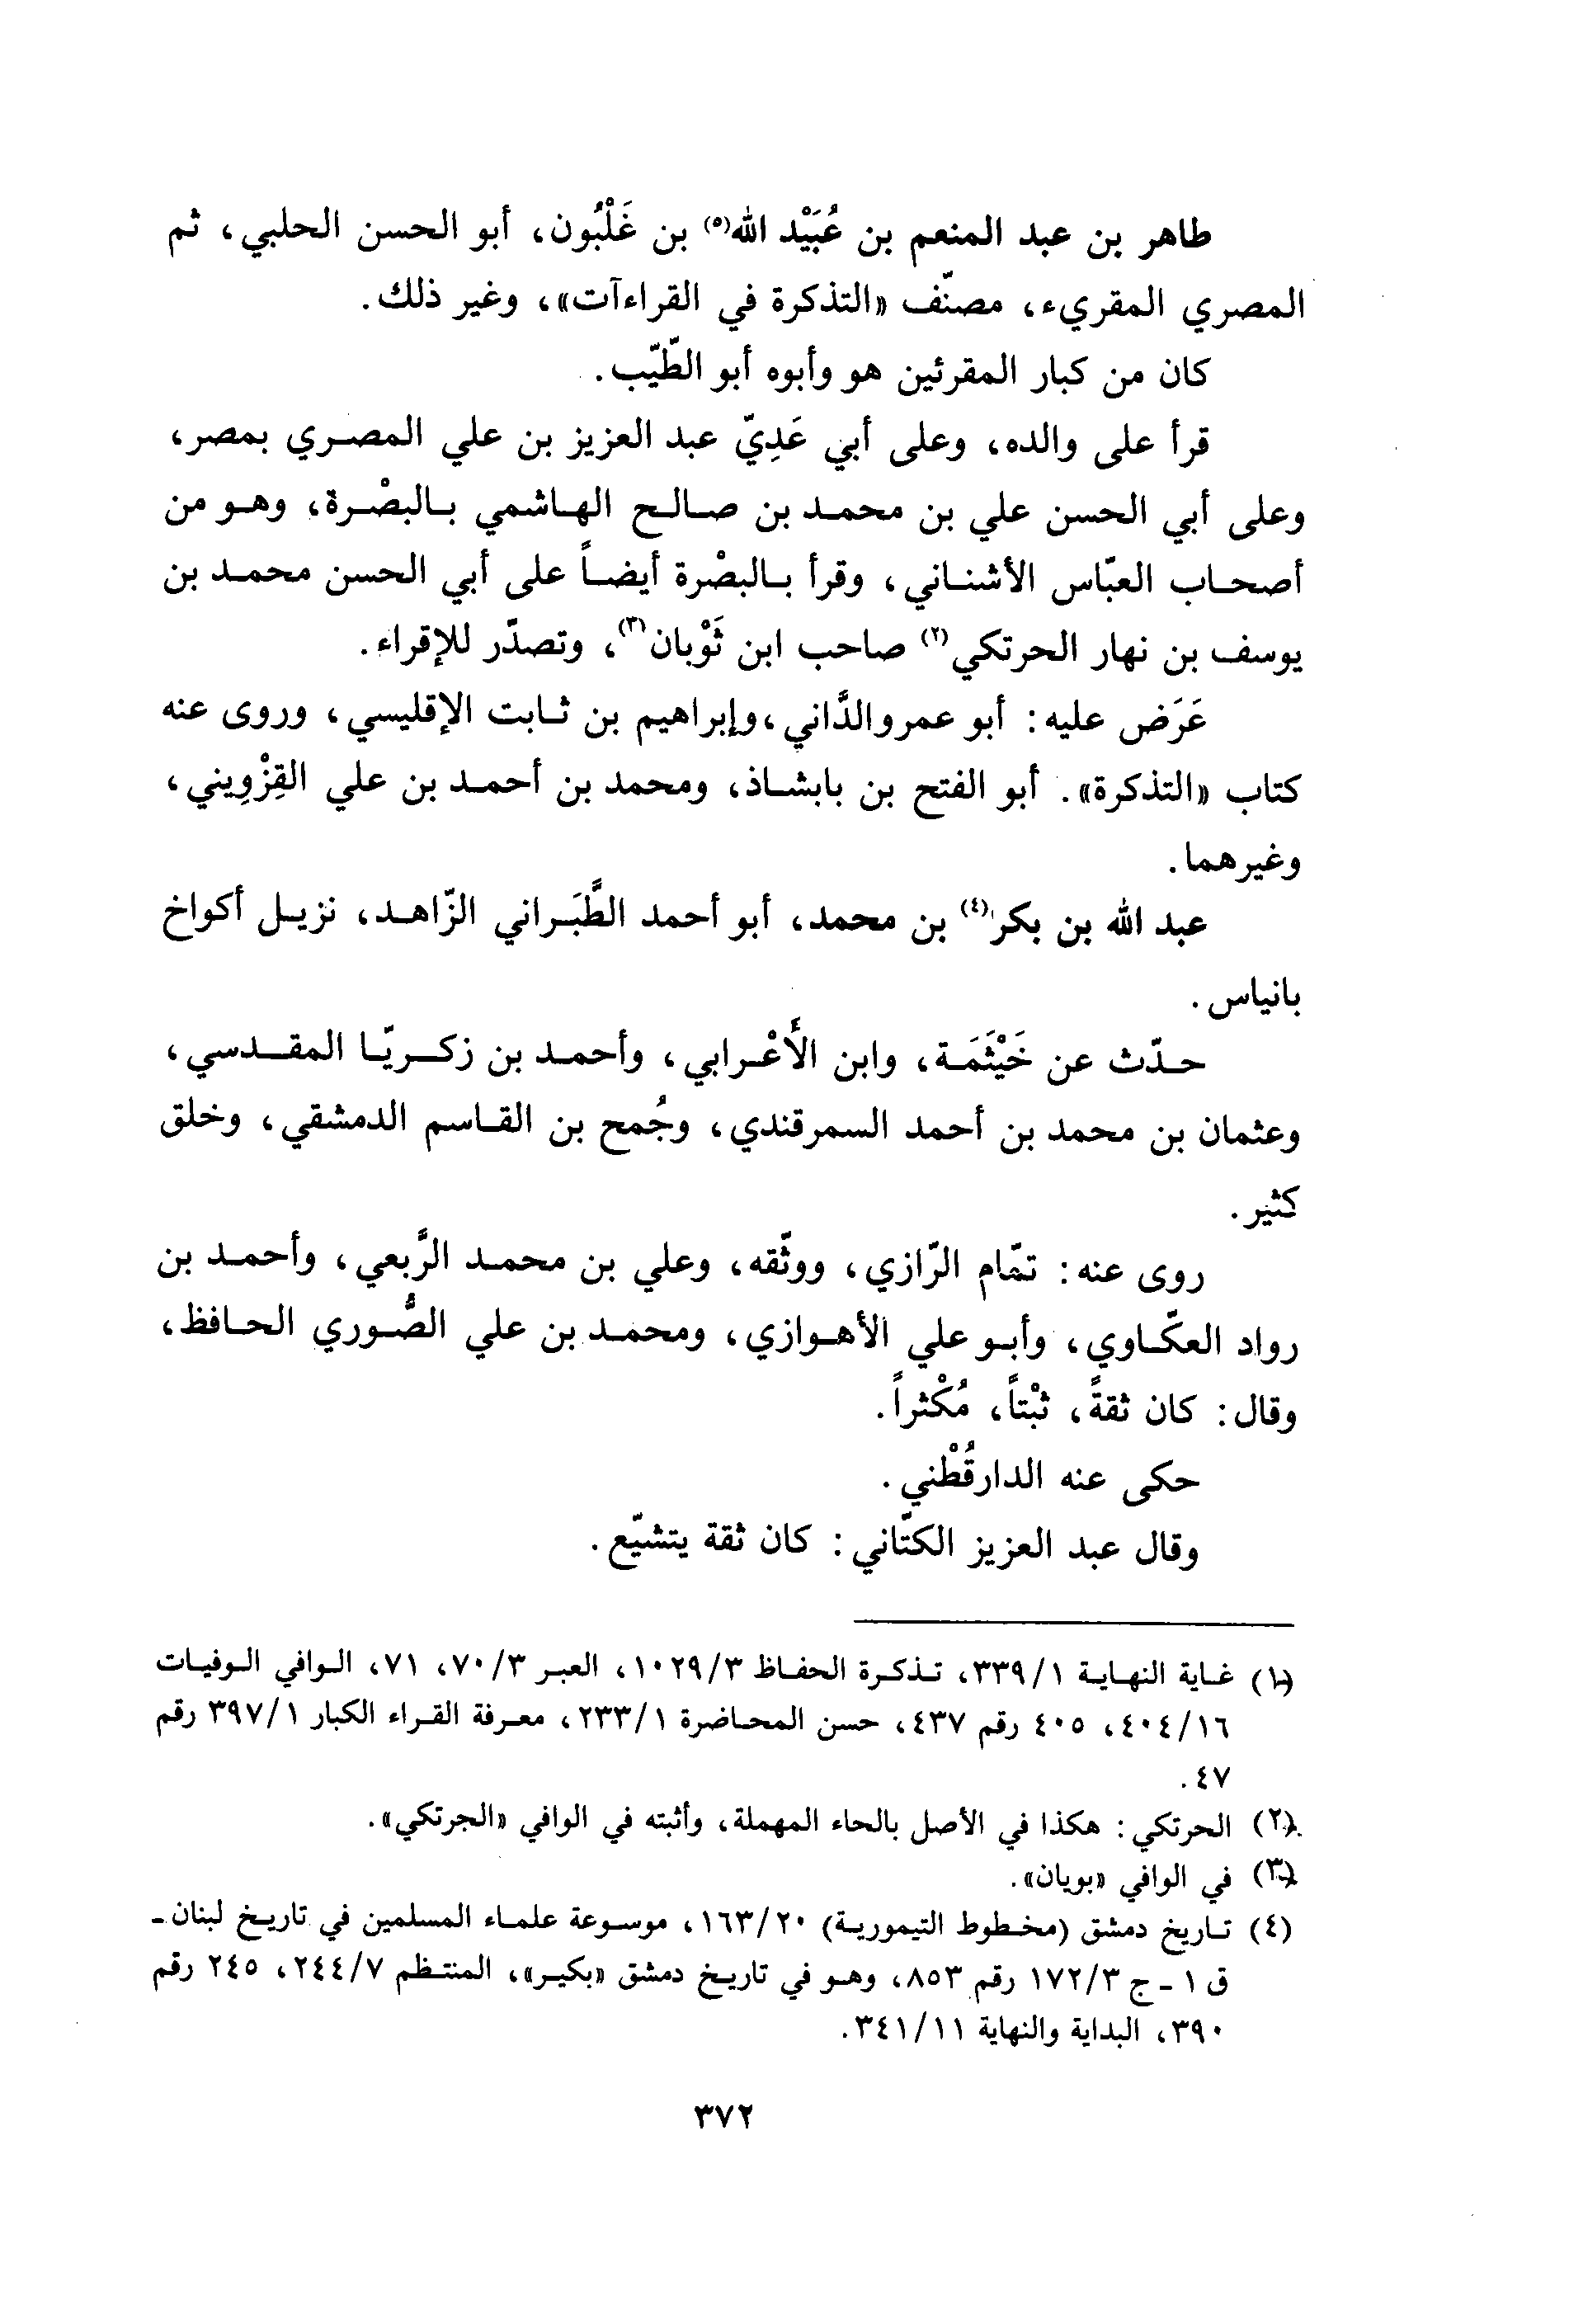 طاهر بن عبد المنعم بن عُبَيْد الله(٥) بن غَلْبُون، أبو الحسن الحلبي، ثم
المصري المقريء، مصنّف «التذكرة في القراءآت»، وغير ذلك.
كان من كبار المقرئين هو وأبوه أبو الطّيّب.
قرأ على والده، وعلى أبي عَدِيّ عبد العزيز بن علي المصري بمصر،
وعلى أبي الحسن علي بن محمد بن صالح الهاشمي بالبصْرة، وهو من
أصحاب العبّاس الأشناني، وقرأ بالبصْرة أيضاً على أبي الحسن محمد بن
يوسف بن نهار الحرتكي(٢) صاحب ابن ثَوْبان(٣)، وتصدّر للإقراء.
عَرَض عليه: أبو عمرو الدَّاني، وإبراهيم بن ثابت الإقليسي، وروى عنه
كتاب «التذكرة». أبو الفتح بن بابشاذ، ومحمد بن أحمد بن علي القِزْوِيني،
وغيرهما.
عبد الله بن بكر(٤) بن محمد، أبو أحمد الطَّبَراني الزّاهد، نزيل أكواخ
بانياس.
حدّث عن خَيْثَمَة، وابن الأَعْرابي، وأحمد بن زكريّا المقدسي،
وعثمان بن محمد بن أحمد السمرقندي، وجُمح بن القاسم الدمشقي، وخلق
كثير.
روى عنه: تمّام الرّازي، ووثّقه، وعلي بن محمد الرَّبعي، وأحمد بن
رواد العكّاوي، وأبو علي الأهوازي، ومحمد بن علي الصُّوري الحافظ،
وقال: كان ثقةً، ثبْتاً، مُكْثراً.
حكى عنه الدارقُطْني.
وقال عبد العزيز الكتّاني: كان ثقة يتشيّع.
(١) غاية النهاية ٣٣٩/١، تذكرة الحفاظ ١٠٢٩/٣، العبر ٧٠/٣، ٧١، الوافي الوفيات
٤٠٤/١٦، ٤٠٥ رقم ٤٣٧، حسن المحاضرة ٢٣٣/١، معرفة القراء الكبار ٣٩٧/١ رقم
٤٧.
(٢) الحرتكي: هكذا في الأصل بالحاء المهملة، وأثبته في الوافي «الجرتكي».
(٣) في الوافي «بويان».
(٤) تاريخ دمشق (مخطوط التيمورية) ١٦٣/٢٠، موسوعة علماء المسلمين في تاريخ لبنان -
ق ١ - ج ١٧٢/٣ رقم ٨٥٣، وهو في تاريخ دمشق «بكير»، المنتظم ٢٤٤/٧، ٢٤٥ رقم
٣٩٠، البداية والنهاية ٣٤١/١١.
٣٧٢